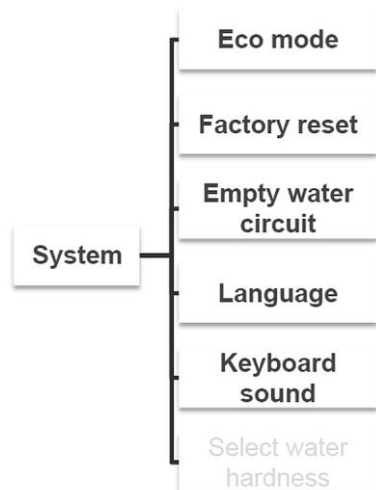 Eco mode
Factory reset
Empty water
circuit
System
Language
Keyboard
sound
Select water
hardness